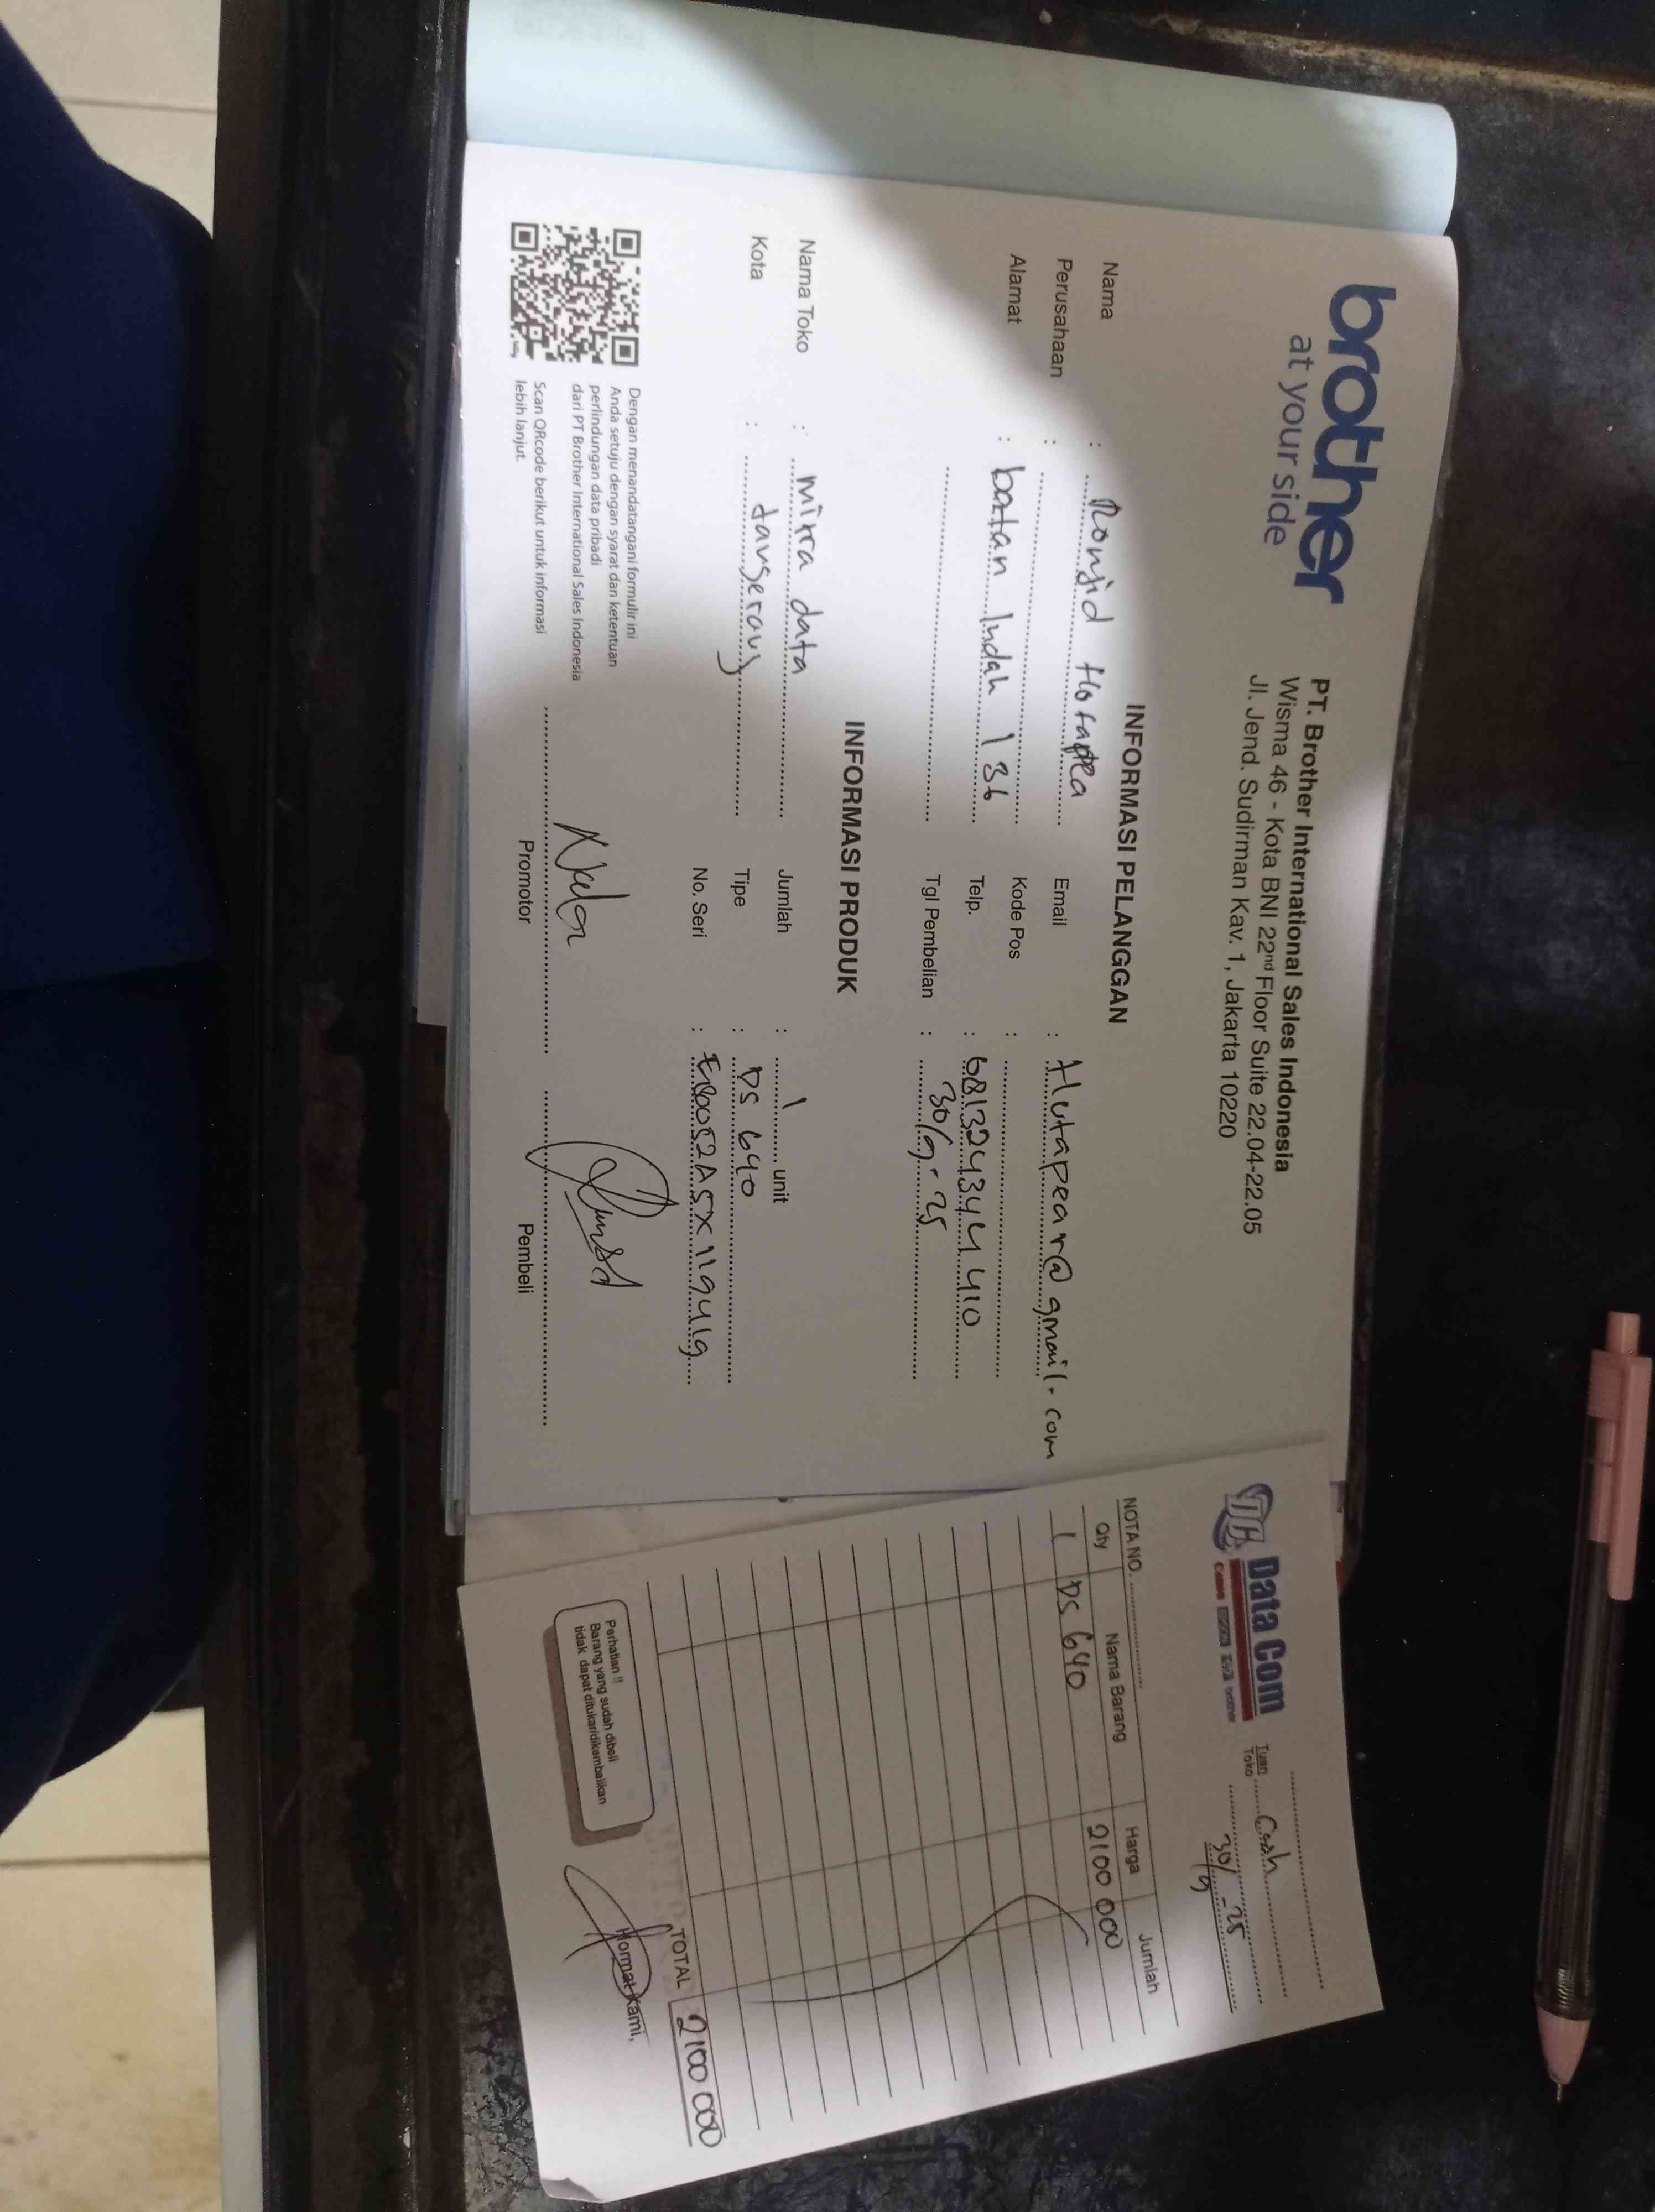 brother
at your side
PT. Brother International Sales Indonesia
Wisma 46 - Kota BNI 22nd Floor Suite 22.04-22.05
Jl. Jend. Sudirman Kav. 1, Jakarta 10220
INFORMASI PELANGGAN
Nama :
Perusahaan :
Alamat : batan Indah 136
Email : Hutapear@gmail.com
Kode Pos :
Telp. : 081324344410
Tgl Pembelian : 30/9-25
INFORMASI PRODUK
Nama Toko : mitra data
Kota : tangerang
Jumlah : 1 unit
Tipe : DS 640
No. Seri :
Dengan menandatangani formulir ini
Anda setuju dengan syarat dan ketentuan
perlindungan data pribadi
dari PT Brother International Sales Indonesia
Scan QRcode berikut untuk informasi
lebih lanjut.
Promotor
Pembeli
Data Com
Tuan
Toko Cash
30/9-25
NOTA NO.
Qty Nama Barang Harga Jumlah
1 DS 640 2100 000
TOTAL 2100 000
Perhatian !!
Barang yang sudah dibeli
tidak dapat ditukar/dikembalikan
Hormat Kami,